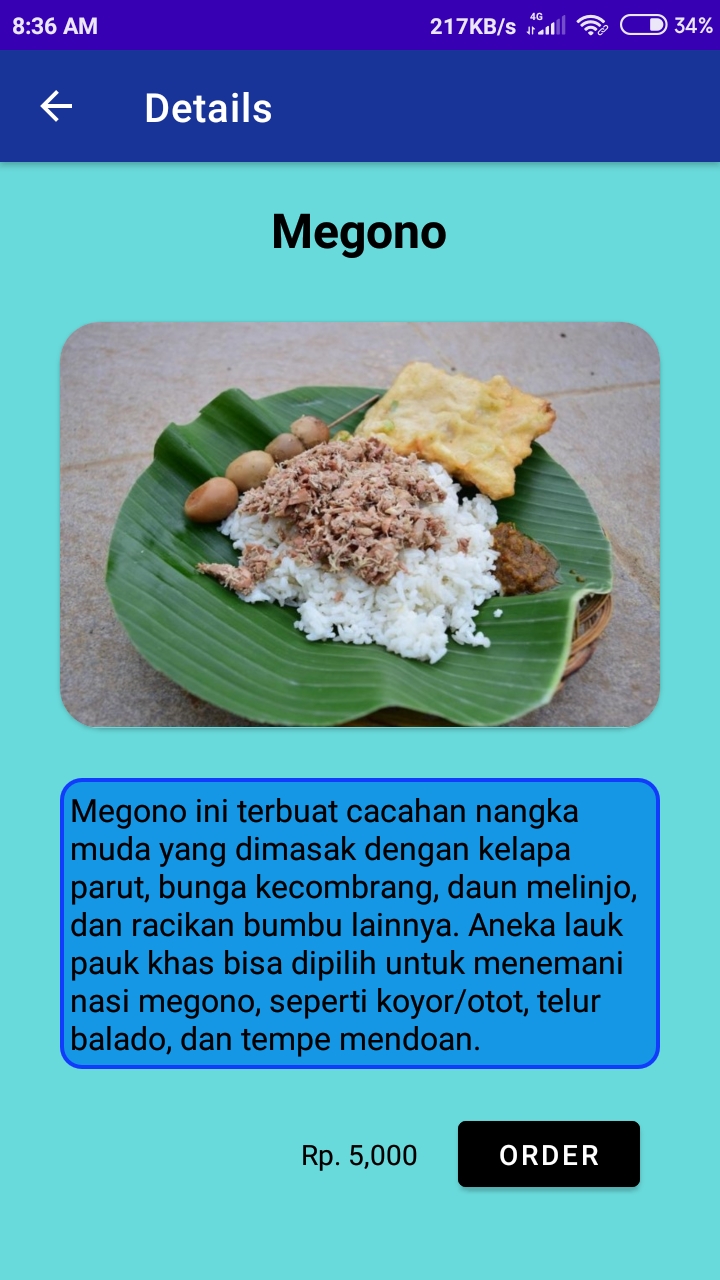 8:36 AM 217KB/s 4G 34%
Details
Megono
Megono ini terbuat cacahan nangka
muda yang dimasak dengan kelapa
parut, bunga kecombrang, daun melinjo,
dan racikan bumbu lainnya. Aneka lauk
pauk khas bisa dipilih untuk menemani
nasi megono, seperti koyor/otot, telur
balado, dan tempe mendoan.
Rp. 5,000 ORDER